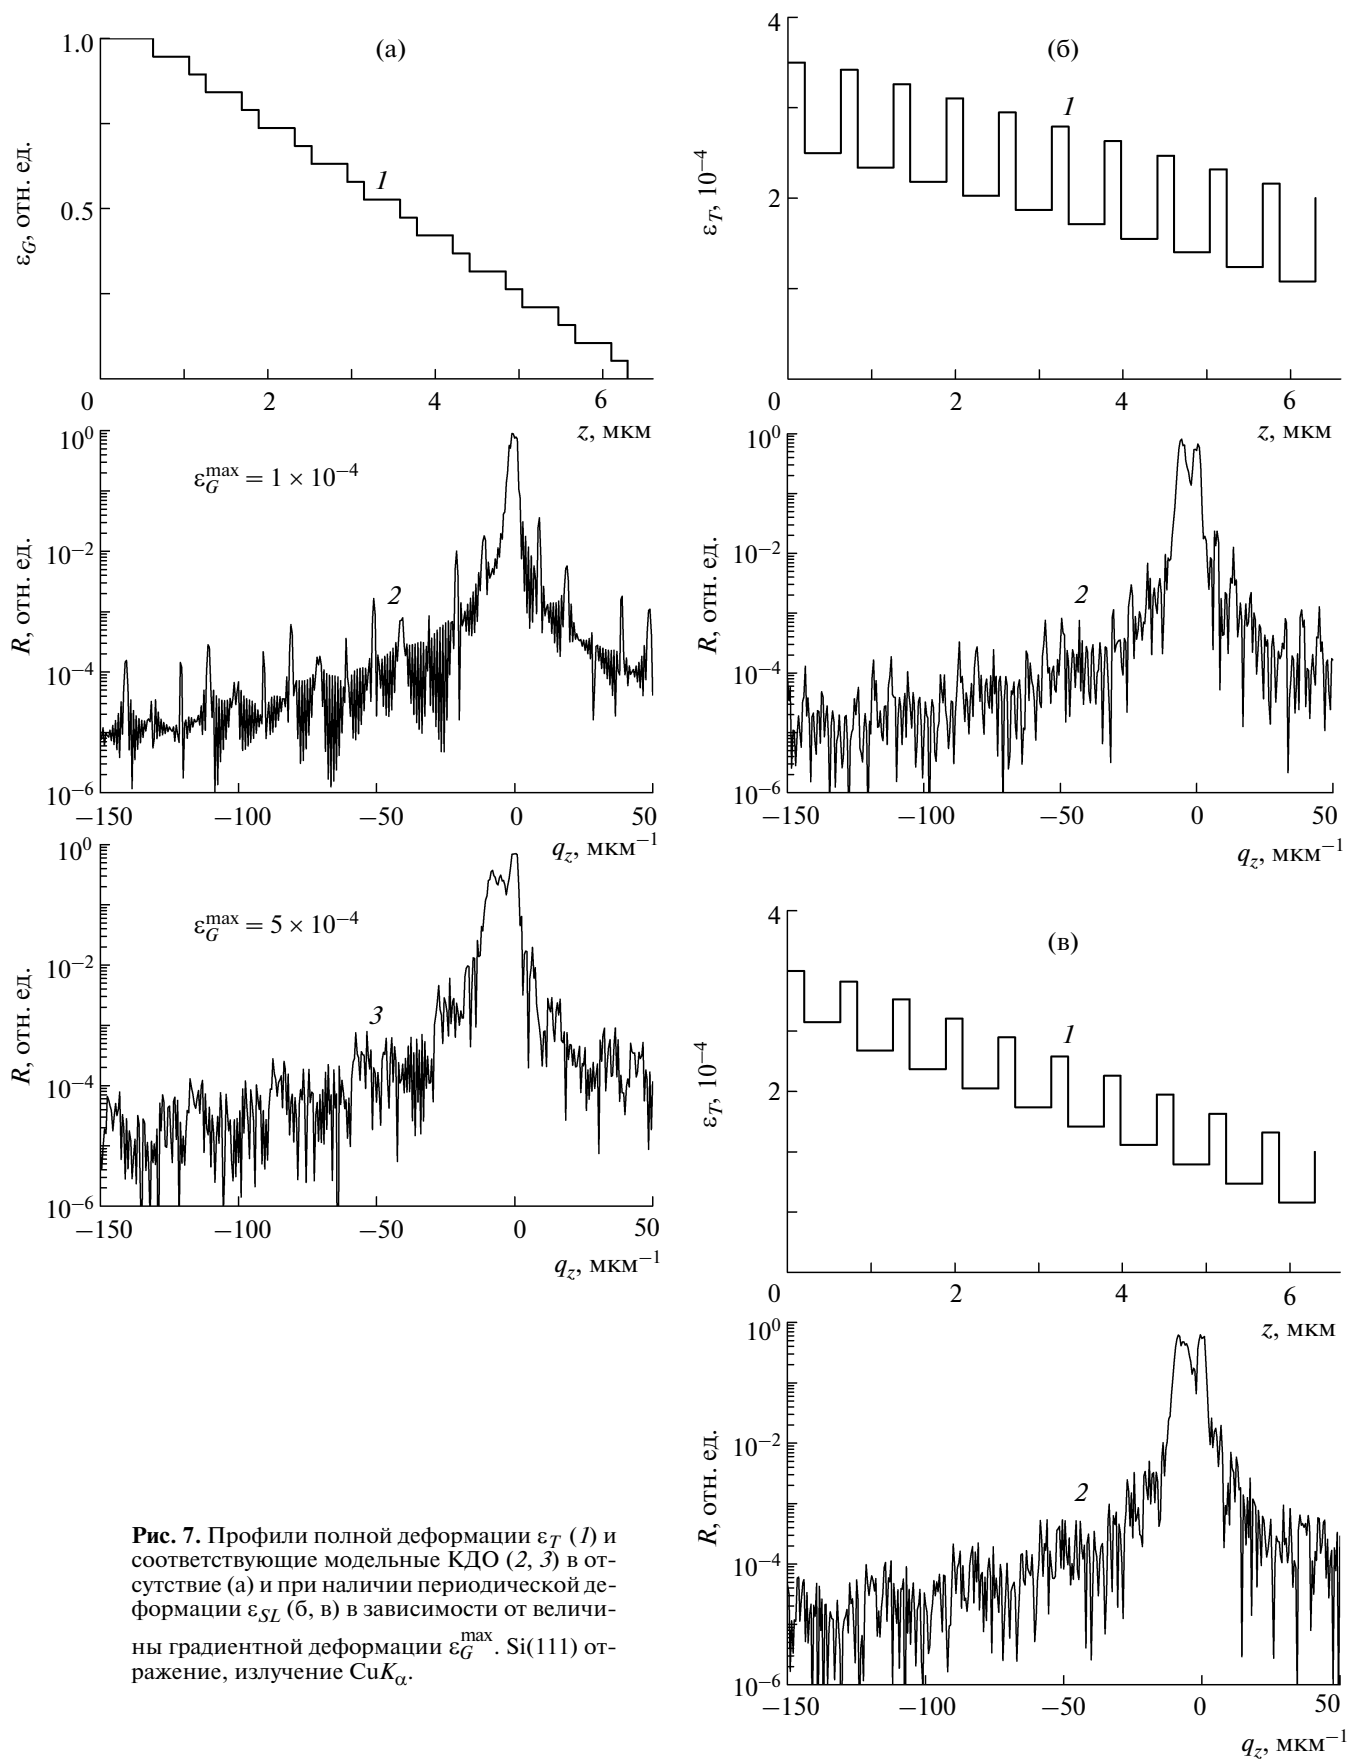 (а)
1.0
0.5
ε_G, отн. ед.
1
0 2 4 6
z, мкм
10^0
10^−2
10^−4
10^−6
R, отн. ед.
ε_G^max = 1 × 10^−4
2
−150 −100 −50 0 50
q_z, мкм^−1
10^0
10^−2
10^−4
10^−6
R, отн. ед.
ε_G^max = 5 × 10^−4
3
−150 −100 −50 0 50
q_z, мкм^−1
(б)
4
2
ε_T, 10^−4
1
0 2 4 6
z, мкм
10^0
10^−2
10^−4
10^−6
R, отн. ед.
2
−150 −100 −50 0 50
q_z, мкм^−1
(в)
4
2
ε_T, 10^−4
1
0 2 4 6
z, мкм
10^0
10^−2
10^−4
10^−6
R, отн. ед.
2
−150 −100 −50 0 50
q_z, мкм^−1
Рис. 7. Профили полной деформации ε_T (1) и
соответствующие модельные КДО (2, 3) в от-
сутствие (а) и при наличии периодической де-
формации ε_SL (б, в) в зависимости от величи-
ны градиентной деформации ε_G^max. Si(111) от-
ражение, излучение CuK_α.